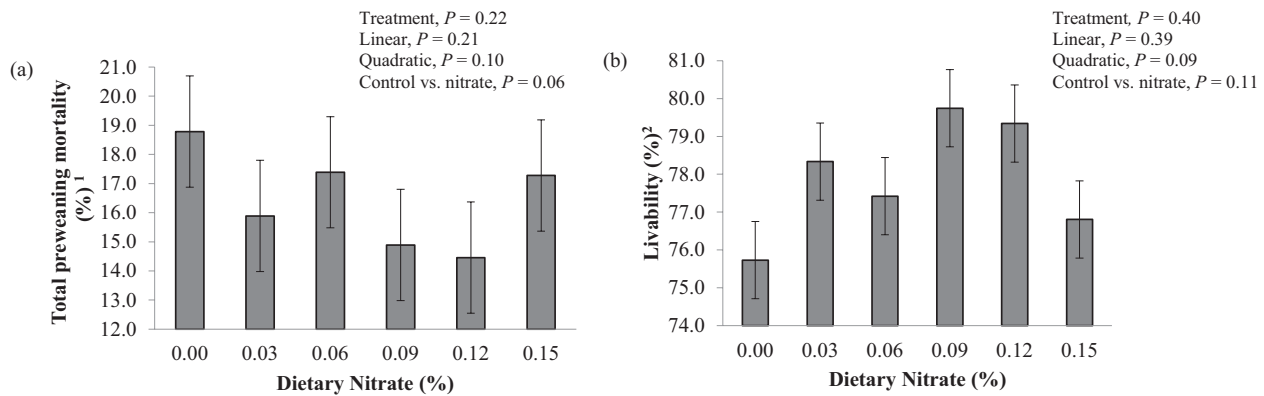 Treatment, P = 0.22
Linear, P = 0.21
Quadratic, P = 0.10
Control vs. nitrate, P = 0.06
(a)
Total preweaning mortality
(%) ¹
21.0
20.0
19.0
18.0
17.0
16.0
15.0
14.0
13.0
12.0
0.00 0.03 0.06 0.09 0.12 0.15
Dietary Nitrate (%)
Treatment, P = 0.40
Linear, P = 0.39
Quadratic, P = 0.09
Control vs. nitrate, P = 0.11
(b)
Livability (%)²
81.0
80.0
79.0
78.0
77.0
76.0
75.0
74.0
0.00 0.03 0.06 0.09 0.12 0.15
Dietary Nitrate (%)